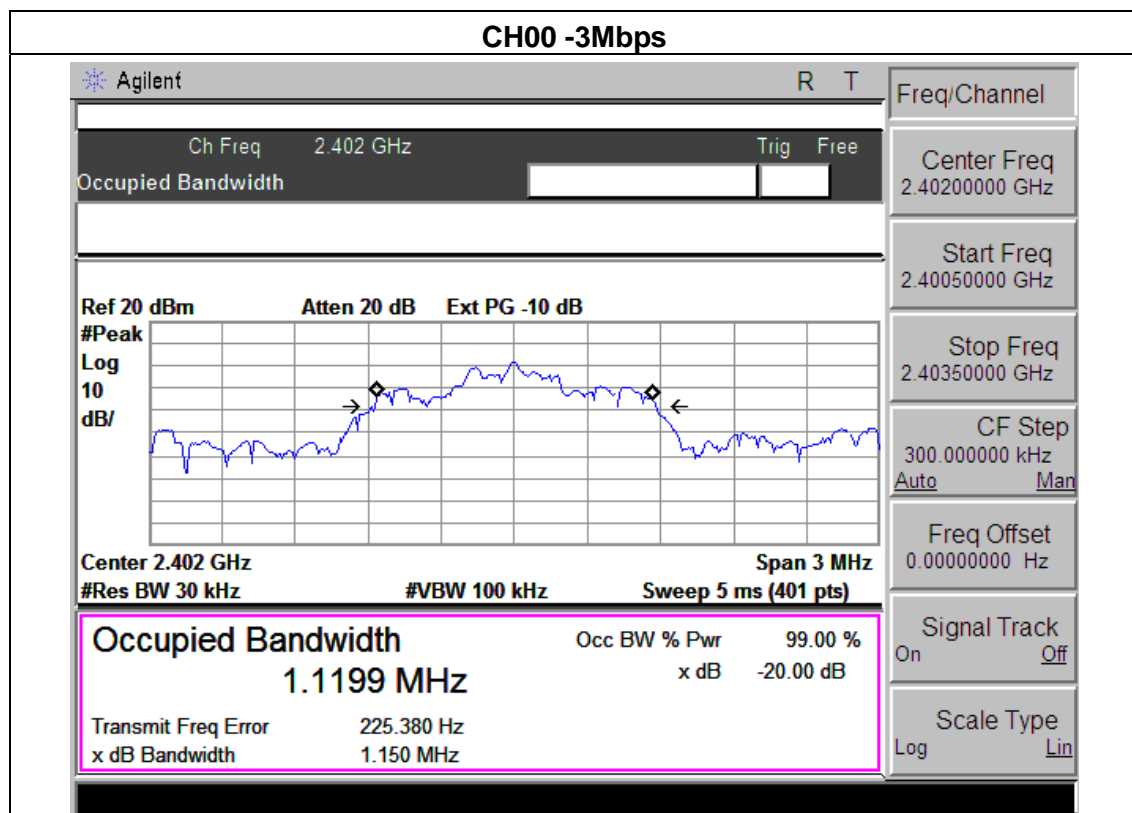 CH00 -3Mbps
Agilent R T
Ch Freq 2.402 GHz Trig Free
Occupied Bandwidth
Ref 20 dBm Atten 20 dB Ext PG -10 dB
#Peak
Log
10
dB/
Center 2.402 GHz Span 3 MHz
#Res BW 30 kHz #VBW 100 kHz Sweep 5 ms (401 pts)
Occupied Bandwidth Occ BW % Pwr 99.00 %
1.1199 MHz x dB -20.00 dB
Transmit Freq Error 225.380 Hz
x dB Bandwidth 1.150 MHz
Freq/Channel
Center Freq
2.40200000 GHz
Start Freq
2.40050000 GHz
Stop Freq
2.40350000 GHz
CF Step
300.000000 kHz
Auto Man
Freq Offset
0.00000000 Hz
Signal Track
On Off
Scale Type
Log Lin